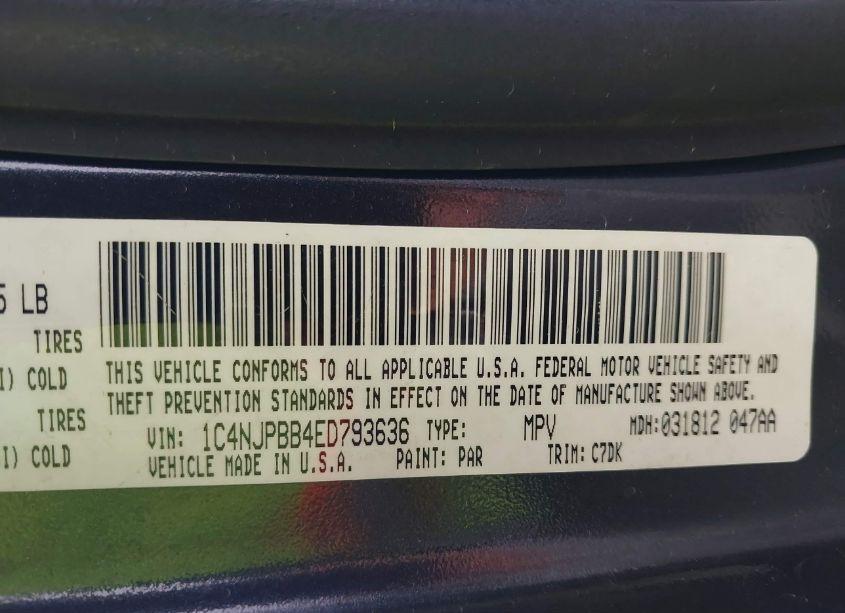 5 LB
TIRES
I) COLD
TIRES
I) COLD
THIS VEHICLE CONFORMS TO ALL APPLICABLE U.S.A. FEDERAL MOTOR VEHICLE SAFETY AND
THEFT PREVENTION STANDARDS IN EFFECT ON THE DATE OF MANUFACTURE SHOWN ABOVE.
VIN: 1C4NJPBB4ED793636 TYPE: MPV MDH:031812 047AA
VEHICLE MADE IN U.S.A. PAINT: PAR TRIM: C7DK